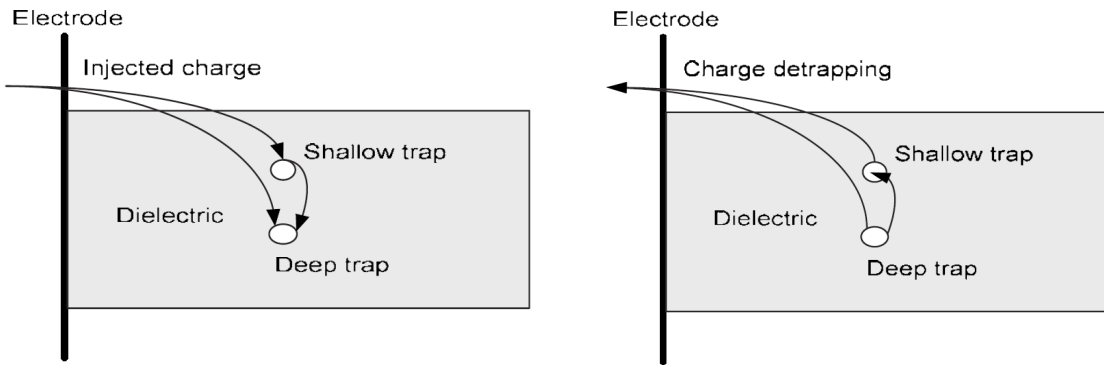 Electrode
Injected charge
Shallow trap
Dielectric
Deep trap
Electrode
Charge detrapping
Shallow trap
Dielectric
Deep trap